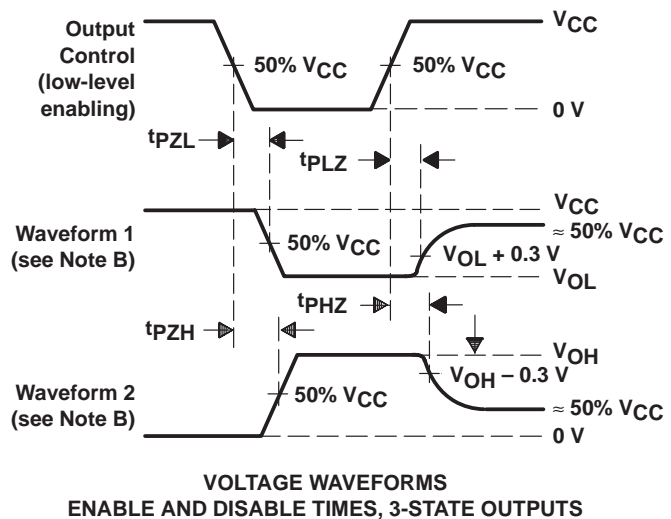 Output
Control
(low-level
enabling)
50% VCC
50% VCC
VCC
0 V
tPZL
tPLZ
Waveform 1
(see Note B)
50% VCC
VCC
≈ 50% VCC
VOL + 0.3 V
VOL
tPZH
tPHZ
Waveform 2
(see Note B)
50% VCC
VOH
VOH – 0.3 V
≈ 50% VCC
0 V
VOLTAGE WAVEFORMS
ENABLE AND DISABLE TIMES, 3-STATE OUTPUTS